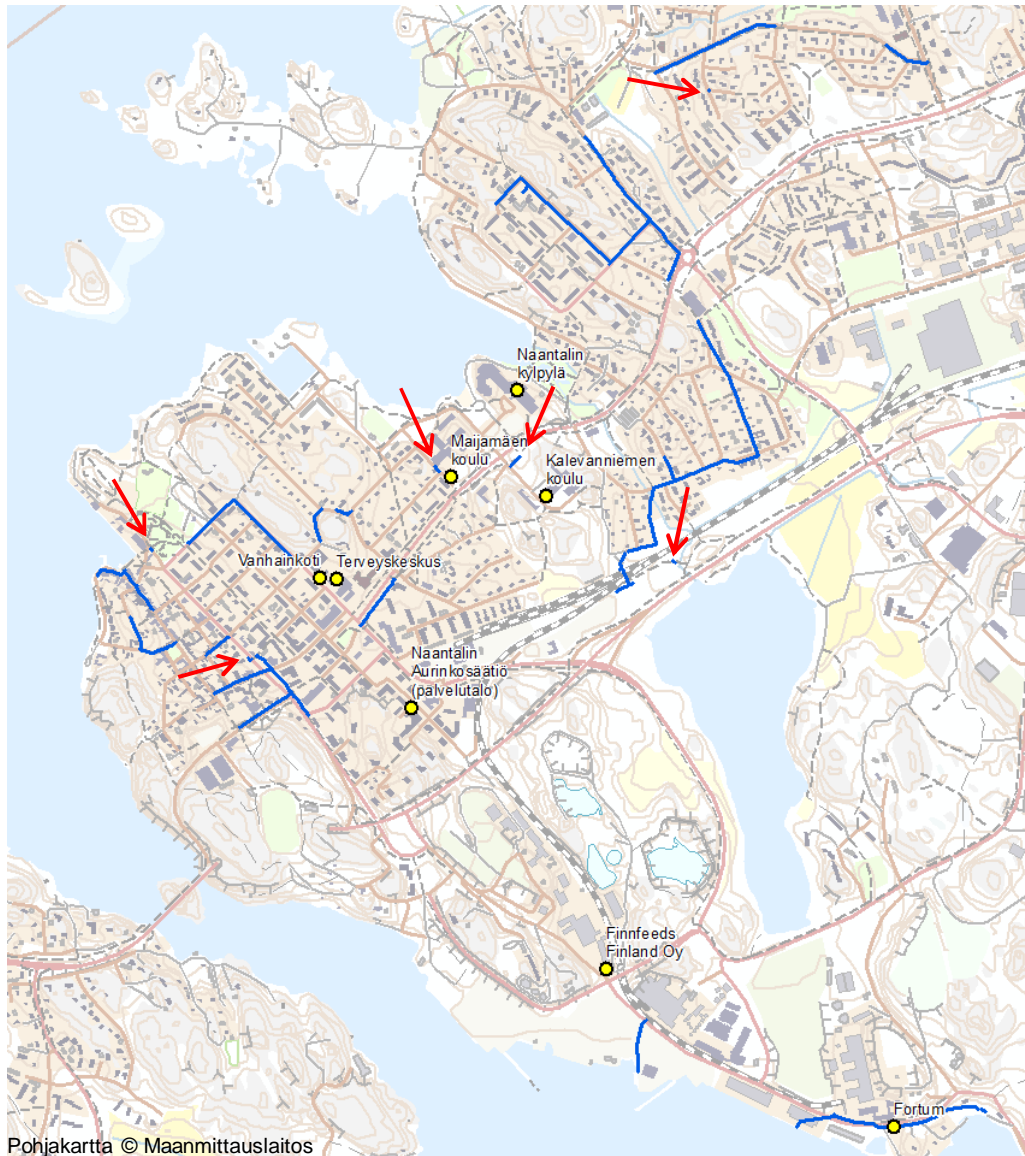 Naantalin
kylpylä
Maijamäen
koulu
Kalevanniemen
koulu
Vanhainkoti
Terveyskeskus
Naantalin
Aurinkosäätiö
(palvelutalo)
Finnfeeds
Finland Oy
Fortum
Pohjakartta © Maanmittauslaitos